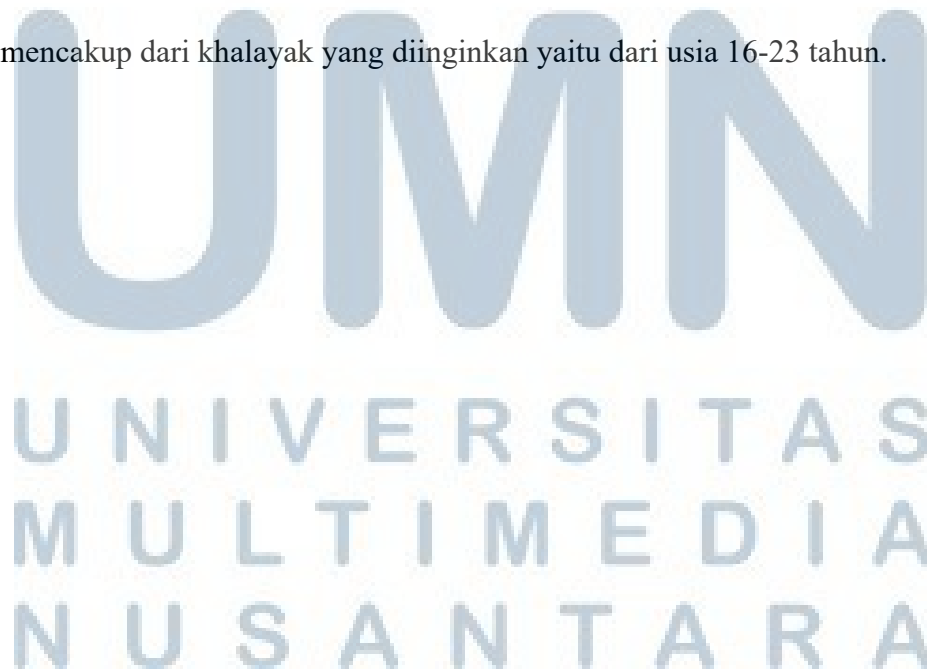 mencakup dari khalayak yang diinginkan yaitu dari usia 16-23 tahun.
UMN
UNIVERSITAS
MULTIMEDIA
NUSANTARA